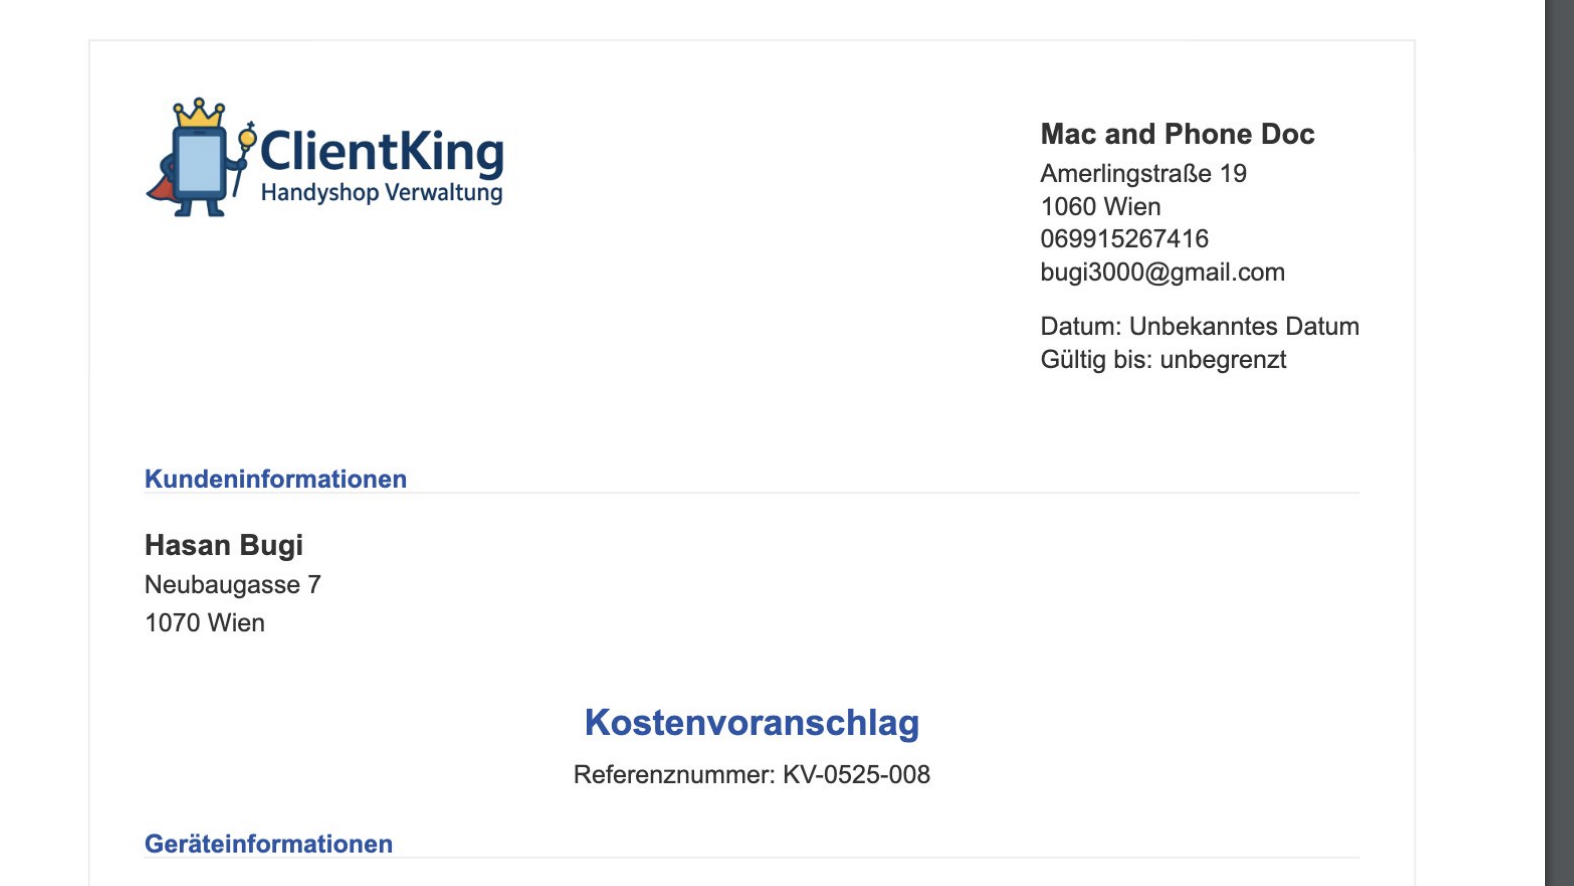 ClientKing
Handyshop Verwaltung
Mac and Phone Doc
Amerlingstraße 19
1060 Wien
069915267416
bugi3000@gmail.com
Datum: Unbekanntes Datum
Gültig bis: unbegrenzt
Kundeninformationen
Hasan Bugi
Neubaugasse 7
1070 Wien
Kostenvoranschlag
Referenznummer: KV-0525-008
Geräteinformationen